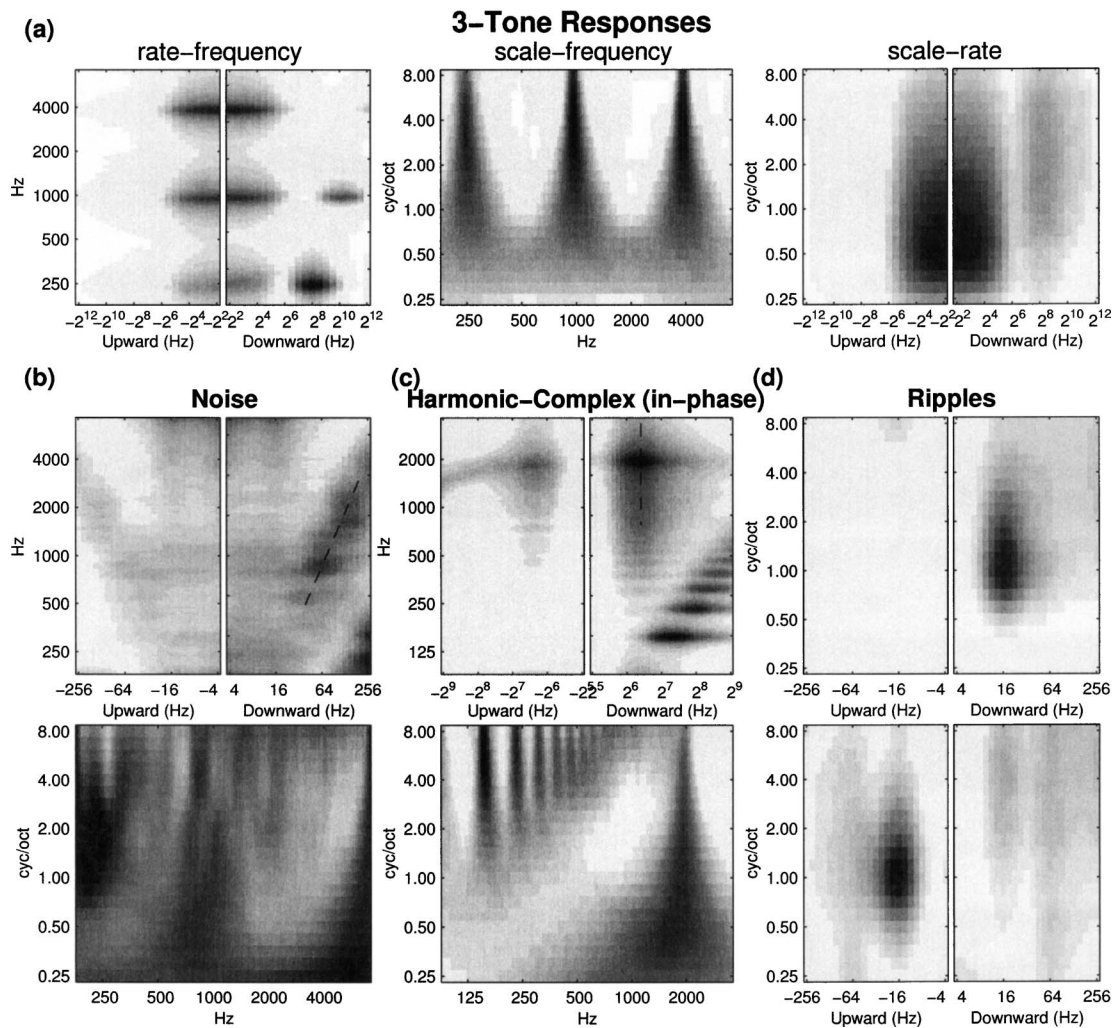 3−Tone Responses
(a)
rate−frequency
scale−frequency
scale−rate
Hz
4000
2000
1000
500
250
−2^12 −2^10 −2^8 −2^6 −2^4 −2^2 2^2 2^4 2^6 2^8 2^10 2^12
Upward (Hz) Downward (Hz)
cyc/oct
8.00
4.00
2.00
1.00
0.50
0.25
250 500 1000 2000 4000
Hz
cyc/oct
8.00
4.00
2.00
1.00
0.50
0.25
−2^12 −2^10 −2^8 −2^6 −2^4 −2^2 2^2 2^4 2^6 2^8 2^10 2^12
Upward (Hz) Downward (Hz)
(b)
Noise
Hz
4000
2000
1000
500
250
−256 −64 −16 −4 4 16 64 256
Upward (Hz) Downward (Hz)
cyc/oct
8.00
4.00
2.00
1.00
0.50
0.25
250 500 1000 2000 4000
Hz
(c)
Harmonic−Complex (in−phase)
Hz
2000
1000
500
250
125
−2^9 −2^8 −2^7 −2^6 −2^5 2^5 2^6 2^7 2^8 2^9
Upward (Hz) Downward (Hz)
cyc/oct
8.00
4.00
2.00
1.00
0.50
0.25
125 250 500 1000 2000
Hz
(d)
Ripples
cyc/oct
8.00
4.00
2.00
1.00
0.50
0.25
−256 −64 −16 −4 4 16 64 256
Upward (Hz) Downward (Hz)
cyc/oct
8.00
4.00
2.00
1.00
0.50
0.25
−256 −64 −16 −4 4 16 64 256
Upward (Hz) Downward (Hz)